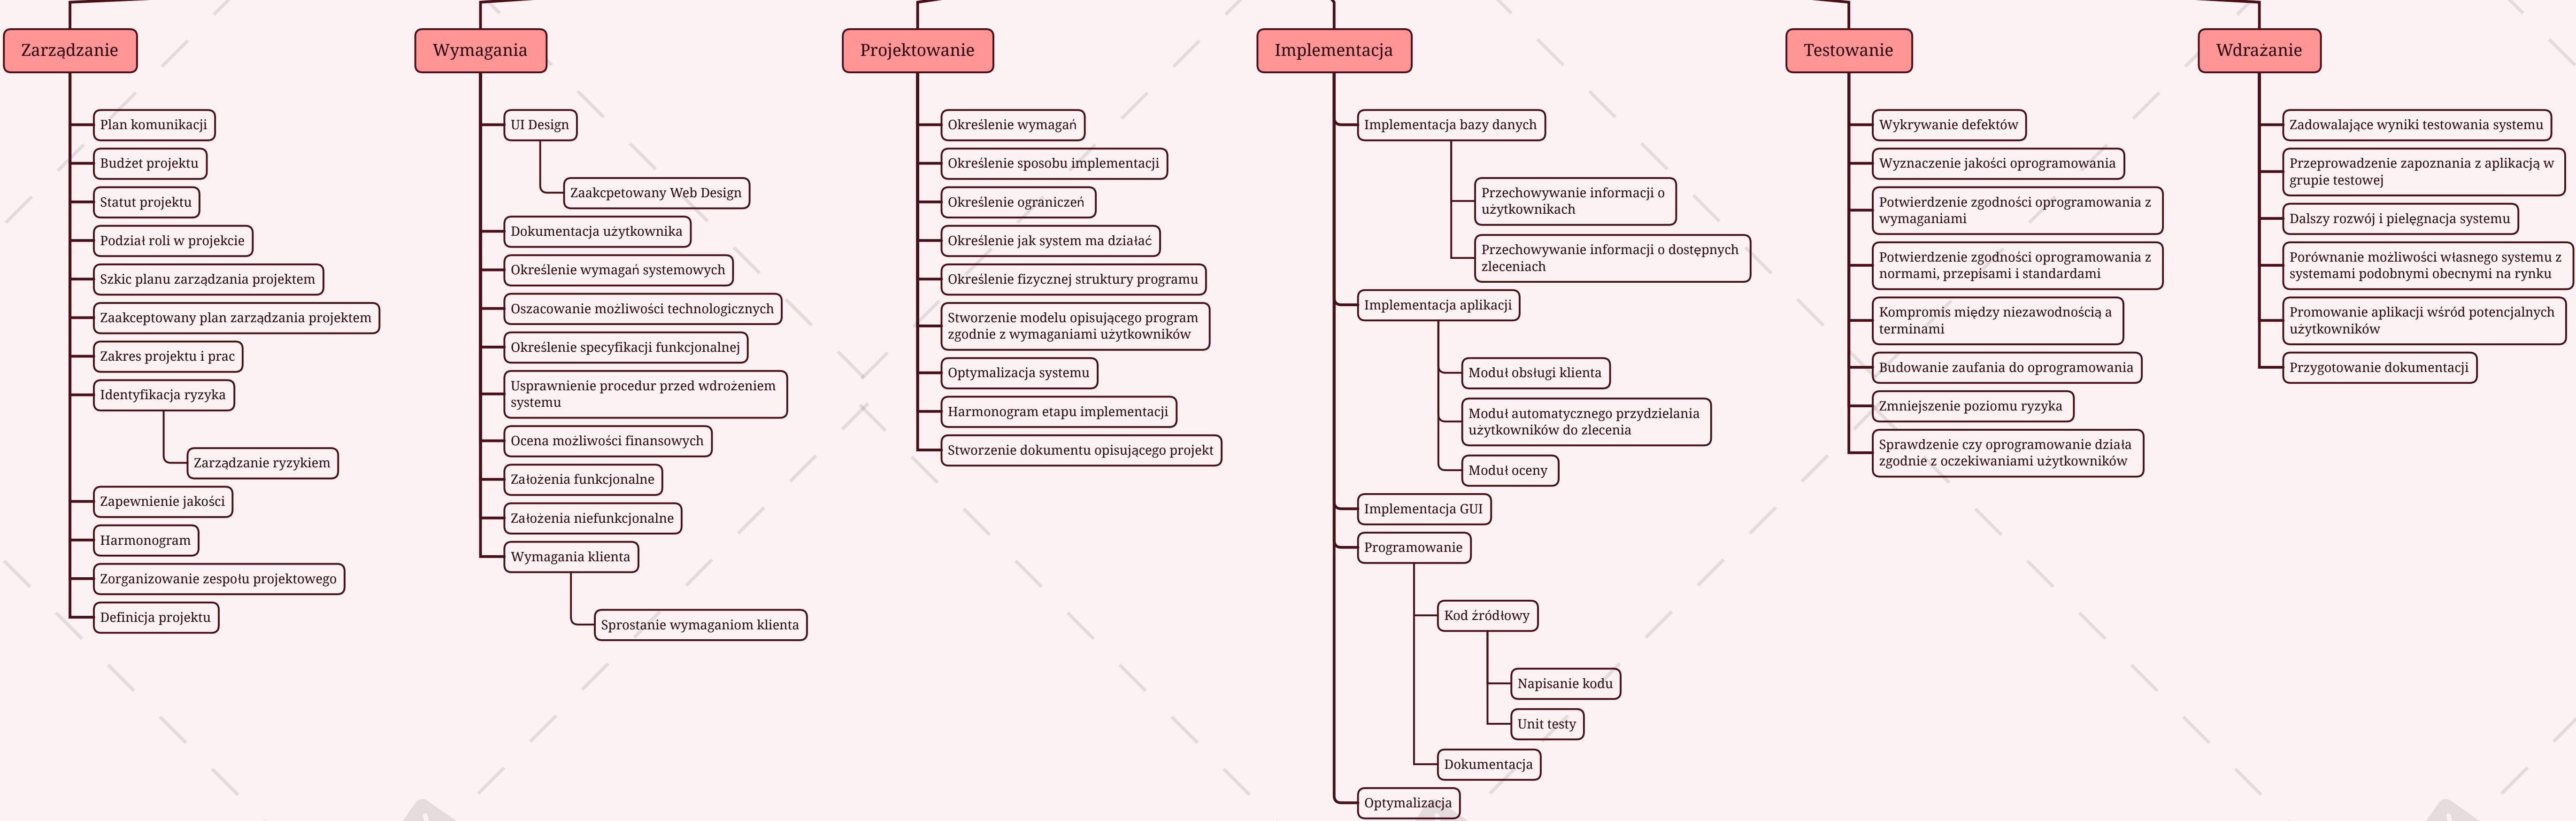 Zarządzanie
Plan komunikacji
Budżet projektu
Statut projektu
Podział roli w projekcie
Szkic planu zarządzania projektem
Zaakceptowany plan zarządzania projektem
Zakres projektu i prac
Identyfikacja ryzyka
Zarządzanie ryzykiem
Zapewnienie jakości
Harmonogram
Zorganizowanie zespołu projektowego
Definicja projektu
Wymagania
UI Design
Zaakcpetowany Web Design
Dokumentacja użytkownika
Określenie wymagań systemowych
Oszacowanie możliwości technologicznych
Określenie specyfikacji funkcjonalnej
Usprawnienie procedur przed wdrożeniem
systemu
Ocena możliwości finansowych
Założenia funkcjonalne
Założenia niefunkcjonalne
Wymagania klienta
Sprostanie wymaganiom klienta
Projektowanie
Określenie wymagań
Określenie sposobu implementacji
Określenie ograniczeń
Określenie jak system ma działać
Określenie fizycznej struktury programu
Stworzenie modelu opisującego program
zgodnie z wymaganiami użytkowników
Optymalizacja systemu
Harmonogram etapu implementacji
Stworzenie dokumentu opisującego projekt
Implementacja
Implementacja bazy danych
Przechowywanie informacji o
użytkownikach
Przechowywanie informacji o dostępnych
zleceniach
Implementacja aplikacji
Moduł obsługi klienta
Moduł automatycznego przydzielania
użytkowników do zlecenia
Moduł oceny
Implementacja GUI
Programowanie
Kod źródłowy
Napisanie kodu
Unit testy
Dokumentacja
Optymalizacja
Testowanie
Wykrywanie defektów
Wyznaczenie jakości oprogramowania
Potwierdzenie zgodności oprogramowania z
wymaganiami
Potwierdzenie zgodności oprogramowania z
normami, przepisami i standardami
Kompromis między niezawodnością a
terminami
Budowanie zaufania do oprogramowania
Zmniejszenie poziomu ryzyka
Sprawdzenie czy oprogramowanie działa
zgodnie z oczekiwaniami użytkowników
Wdrażanie
Zadowalające wyniki testowania systemu
Przeprowadzenie zapoznania z aplikacją w
grupie testowej
Dalszy rozwój i pielęgnacja systemu
Porównanie możliwości własnego systemu z
systemami podobnymi obecnymi na rynku
Promowanie aplikacji wśród potencjalnych
użytkowników
Przygotowanie dokumentacji